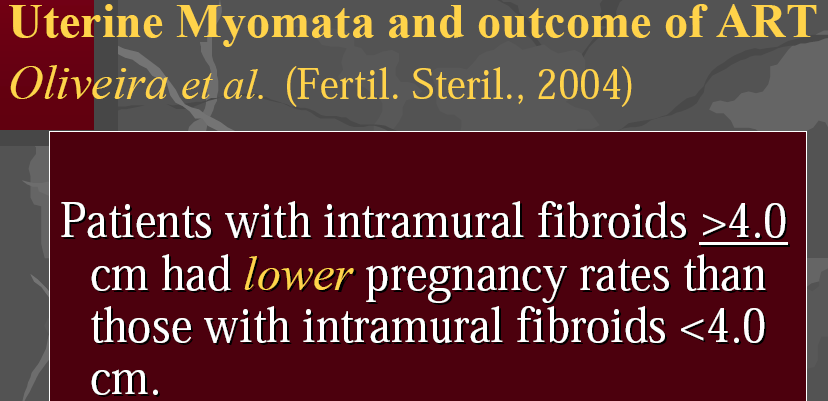 Uterine Myomata and outcome of ART
Oliveira et al. (Fertil. Steril., 2004)
Patients with intramural fibroids >4.0
cm had lower pregnancy rates than
those with intramural fibroids <4.0
cm.